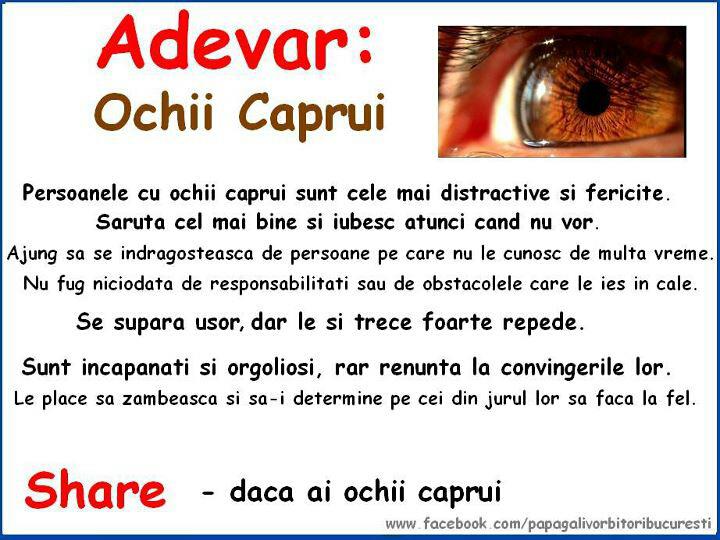 Adevar:
Ochii Caprui
Persoanele cu ochii caprui sunt cele mai distractive si fericite.
Saruta cel mai bine si iubesc atunci cand nu vor.
Ajung sa se indragosteasca de persoane pe care nu le cunosc de multa vreme.
Nu fug niciodata de responsabilitati sau de obstacolele care le ies in cale.
Se supara usor, dar le si trece foarte repede.
Sunt incapanati si orgoliosi, rar renunta la convingerile lor.
Le place sa zambeasca si sa-i determine pe cei din jurul lor sa faca la fel.
Share - daca ai ochii caprui
www.facebook.com/papagalivorbitoribucuresti